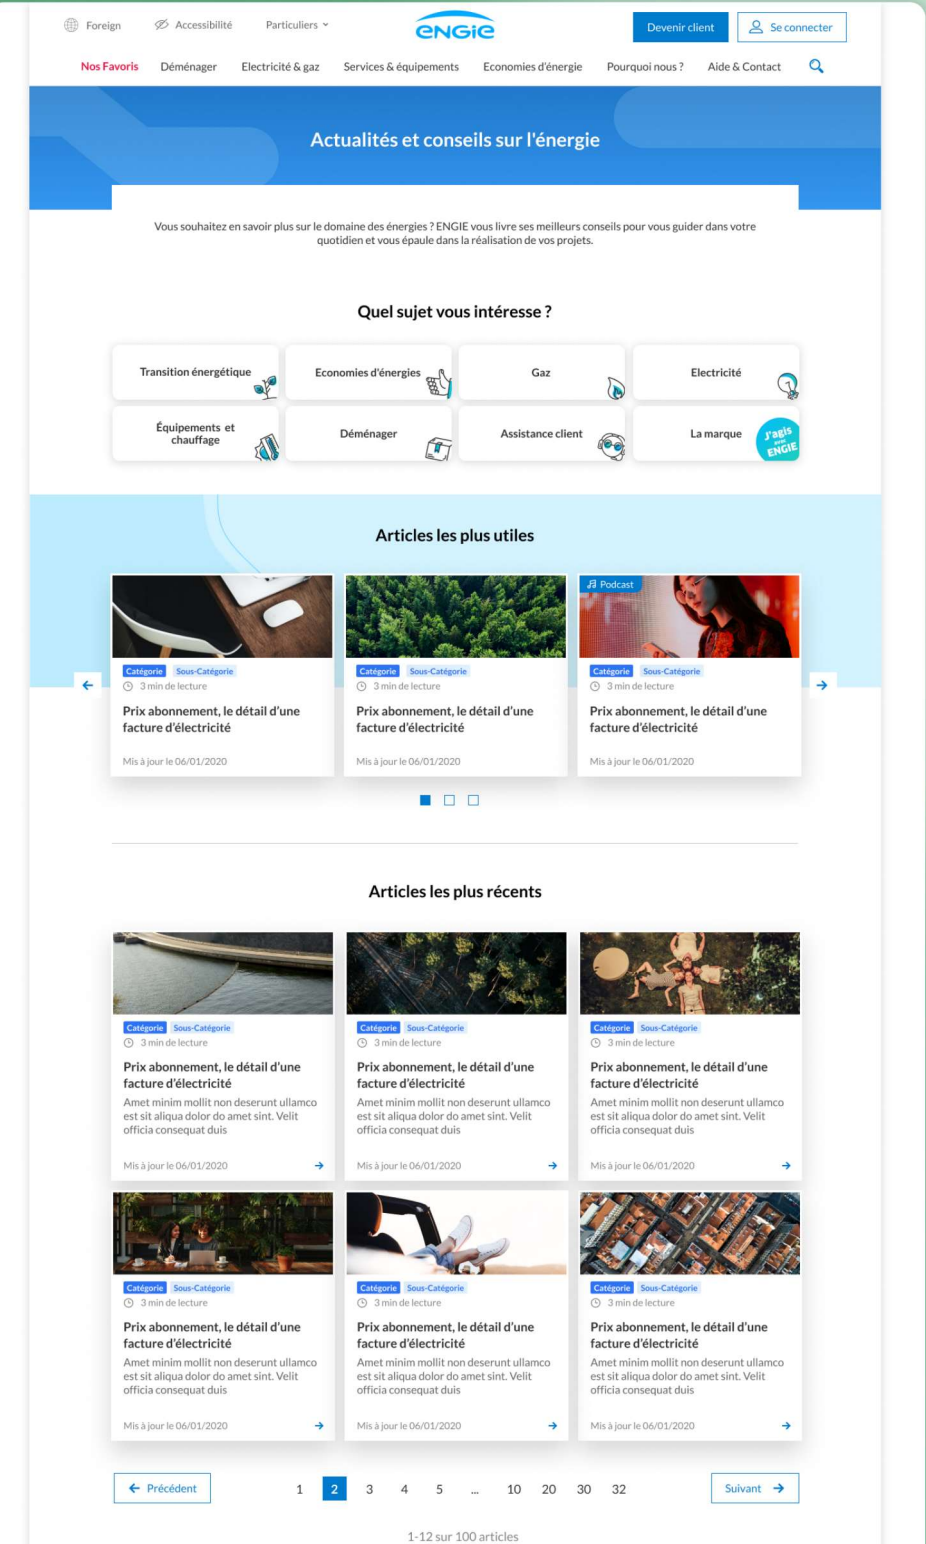 Foreign
Accessibilité
Particuliers
ENGIE
Devenir client
Se connecter
Nos Favoris
Déménager
Electricité & gaz
Services & équipements
Economies d'énergie
Pourquoi nous ?
Aide & Contact
Actualités et conseils sur l'énergie
Vous souhaitez en savoir plus sur le domaine des énergies ? ENGIE vous livre ses meilleurs conseils pour vous guider dans votre
quotidien et vous épaule dans la réalisation de vos projets.
Quel sujet vous intéresse ?
Transition énergétique
Economies d'énergies
Gaz
Electricité
Équipements et
chauffage
Déménager
Assistance client
La marque
J'agis
avec
ENGIE
Articles les plus utiles
Podcast
Catégorie Sous-Catégorie
3 min de lecture
Prix abonnement, le détail d'une
facture d'électricité
Mis à jour le 06/01/2020
Catégorie Sous-Catégorie
3 min de lecture
Prix abonnement, le détail d'une
facture d'électricité
Mis à jour le 06/01/2020
Catégorie Sous-Catégorie
3 min de lecture
Prix abonnement, le détail d'une
facture d'électricité
Mis à jour le 06/01/2020
Articles les plus récents
Catégorie Sous-Catégorie
3 min de lecture
Prix abonnement, le détail d'une
facture d'électricité
Amet minim mollit non deserunt ullamco
est sit aliqua dolor do amet sint. Velit
officia consequat duis
Mis à jour le 06/01/2020
Catégorie Sous-Catégorie
3 min de lecture
Prix abonnement, le détail d'une
facture d'électricité
Amet minim mollit non deserunt ullamco
est sit aliqua dolor do amet sint. Velit
officia consequat duis
Mis à jour le 06/01/2020
Catégorie Sous-Catégorie
3 min de lecture
Prix abonnement, le détail d'une
facture d'électricité
Amet minim mollit non deserunt ullamco
est sit aliqua dolor do amet sint. Velit
officia consequat duis
Mis à jour le 06/01/2020
Catégorie Sous-Catégorie
3 min de lecture
Prix abonnement, le détail d'une
facture d'électricité
Amet minim mollit non deserunt ullamco
est sit aliqua dolor do amet sint. Velit
officia consequat duis
Mis à jour le 06/01/2020
Catégorie Sous-Catégorie
3 min de lecture
Prix abonnement, le détail d'une
facture d'électricité
Amet minim mollit non deserunt ullamco
est sit aliqua dolor do amet sint. Velit
officia consequat duis
Mis à jour le 06/01/2020
Catégorie Sous-Catégorie
3 min de lecture
Prix abonnement, le détail d'une
facture d'électricité
Amet minim mollit non deserunt ullamco
est sit aliqua dolor do amet sint. Velit
officia consequat duis
Mis à jour le 06/01/2020
Précédent
1 2 3 4 5 ... 10 20 30 32
Suivant
1-12 sur 100 articles